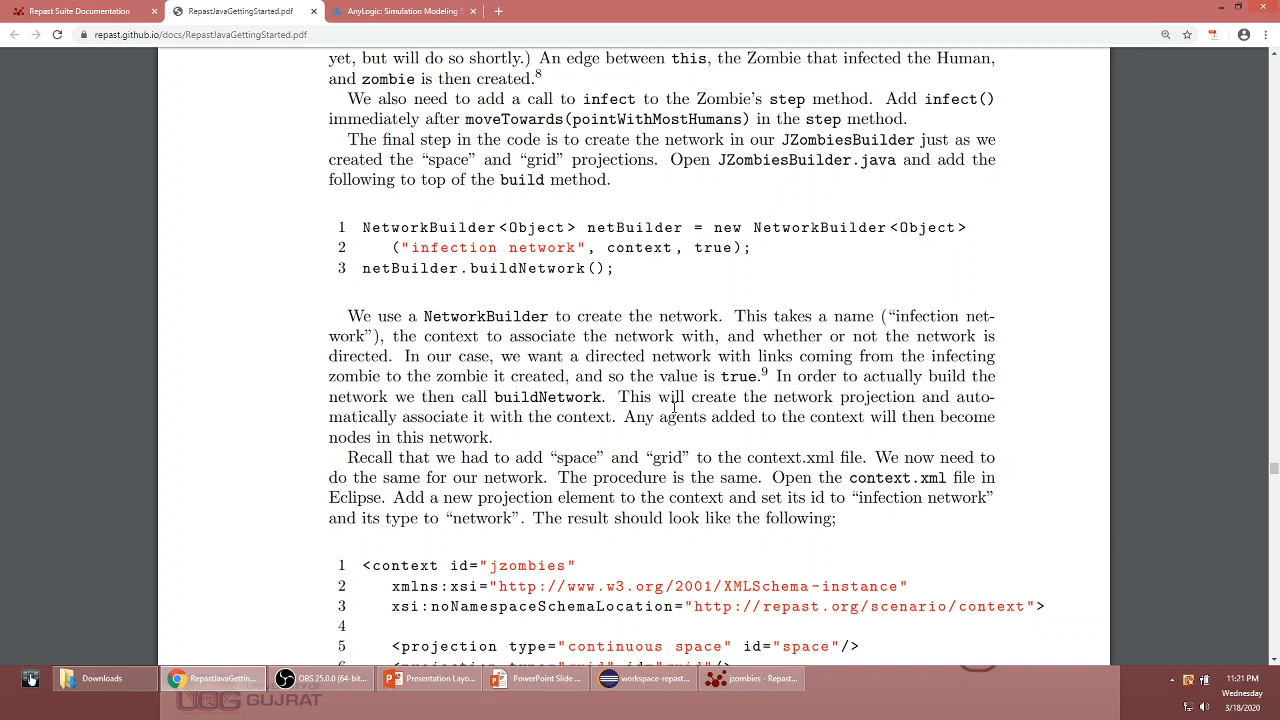 Repast Suite Documentation
RepastJavaGettingStarted.pdf
AnyLogic: Simulation Modeling S
repast.github.io/docs/RepastJavaGettingStarted.pdf
yet, but will do so shortly.) An edge between this, the Zombie that infected the Human,
and zombie is then created.8
We also need to add a call to infect to the Zombie's step method. Add infect()
immediately after moveTowards(pointWithMostHumans) in the step method.
The final step in the code is to create the network in our JZombiesBuilder just as we
created the “space” and “grid” projections. Open JZombiesBuilder.java and add the
following to top of the build method.
1 NetworkBuilder<Object> netBuilder = new NetworkBuilder<Object>
2 ("infection network", context, true);
3 netBuilder.buildNetwork();
We use a NetworkBuilder to create the network. This takes a name (“infection net-
work”), the context to associate the network with, and whether or not the network is
directed. In our case, we want a directed network with links coming from the infecting
zombie to the zombie it created, and so the value is true.9 In order to actually build the
network we then call buildNetwork. This will create the network projection and auto-
matically associate it with the context. Any agents added to the context will then become
nodes in this network.
Recall that we had to add “space” and “grid” to the context.xml file. We now need to
do the same for our network. The procedure is the same. Open the context.xml file in
Eclipse. Add a new projection element to the context and set its id to “infection network”
and its type to “network”. The result should look like the following;
1 <context id="jzombies"
2 xmlns:xsi="http://www.w3.org/2001/XMLSchema-instance"
3 xsi:noNamespaceSchemaLocation="http://repast.org/scenario/context">
4
5 <projection type="continuous space" id="space"/>
6 <projection type="grid" id="grid"/>
Downloads
RepastJavaGettin...
OBS 25.0.0 (64-bit...
Presentation Layo...
PowerPoint Slide ...
workspace-repast...
jzombies - Repast...
11:21 PM
Wednesday
3/18/2020
GUJRAT